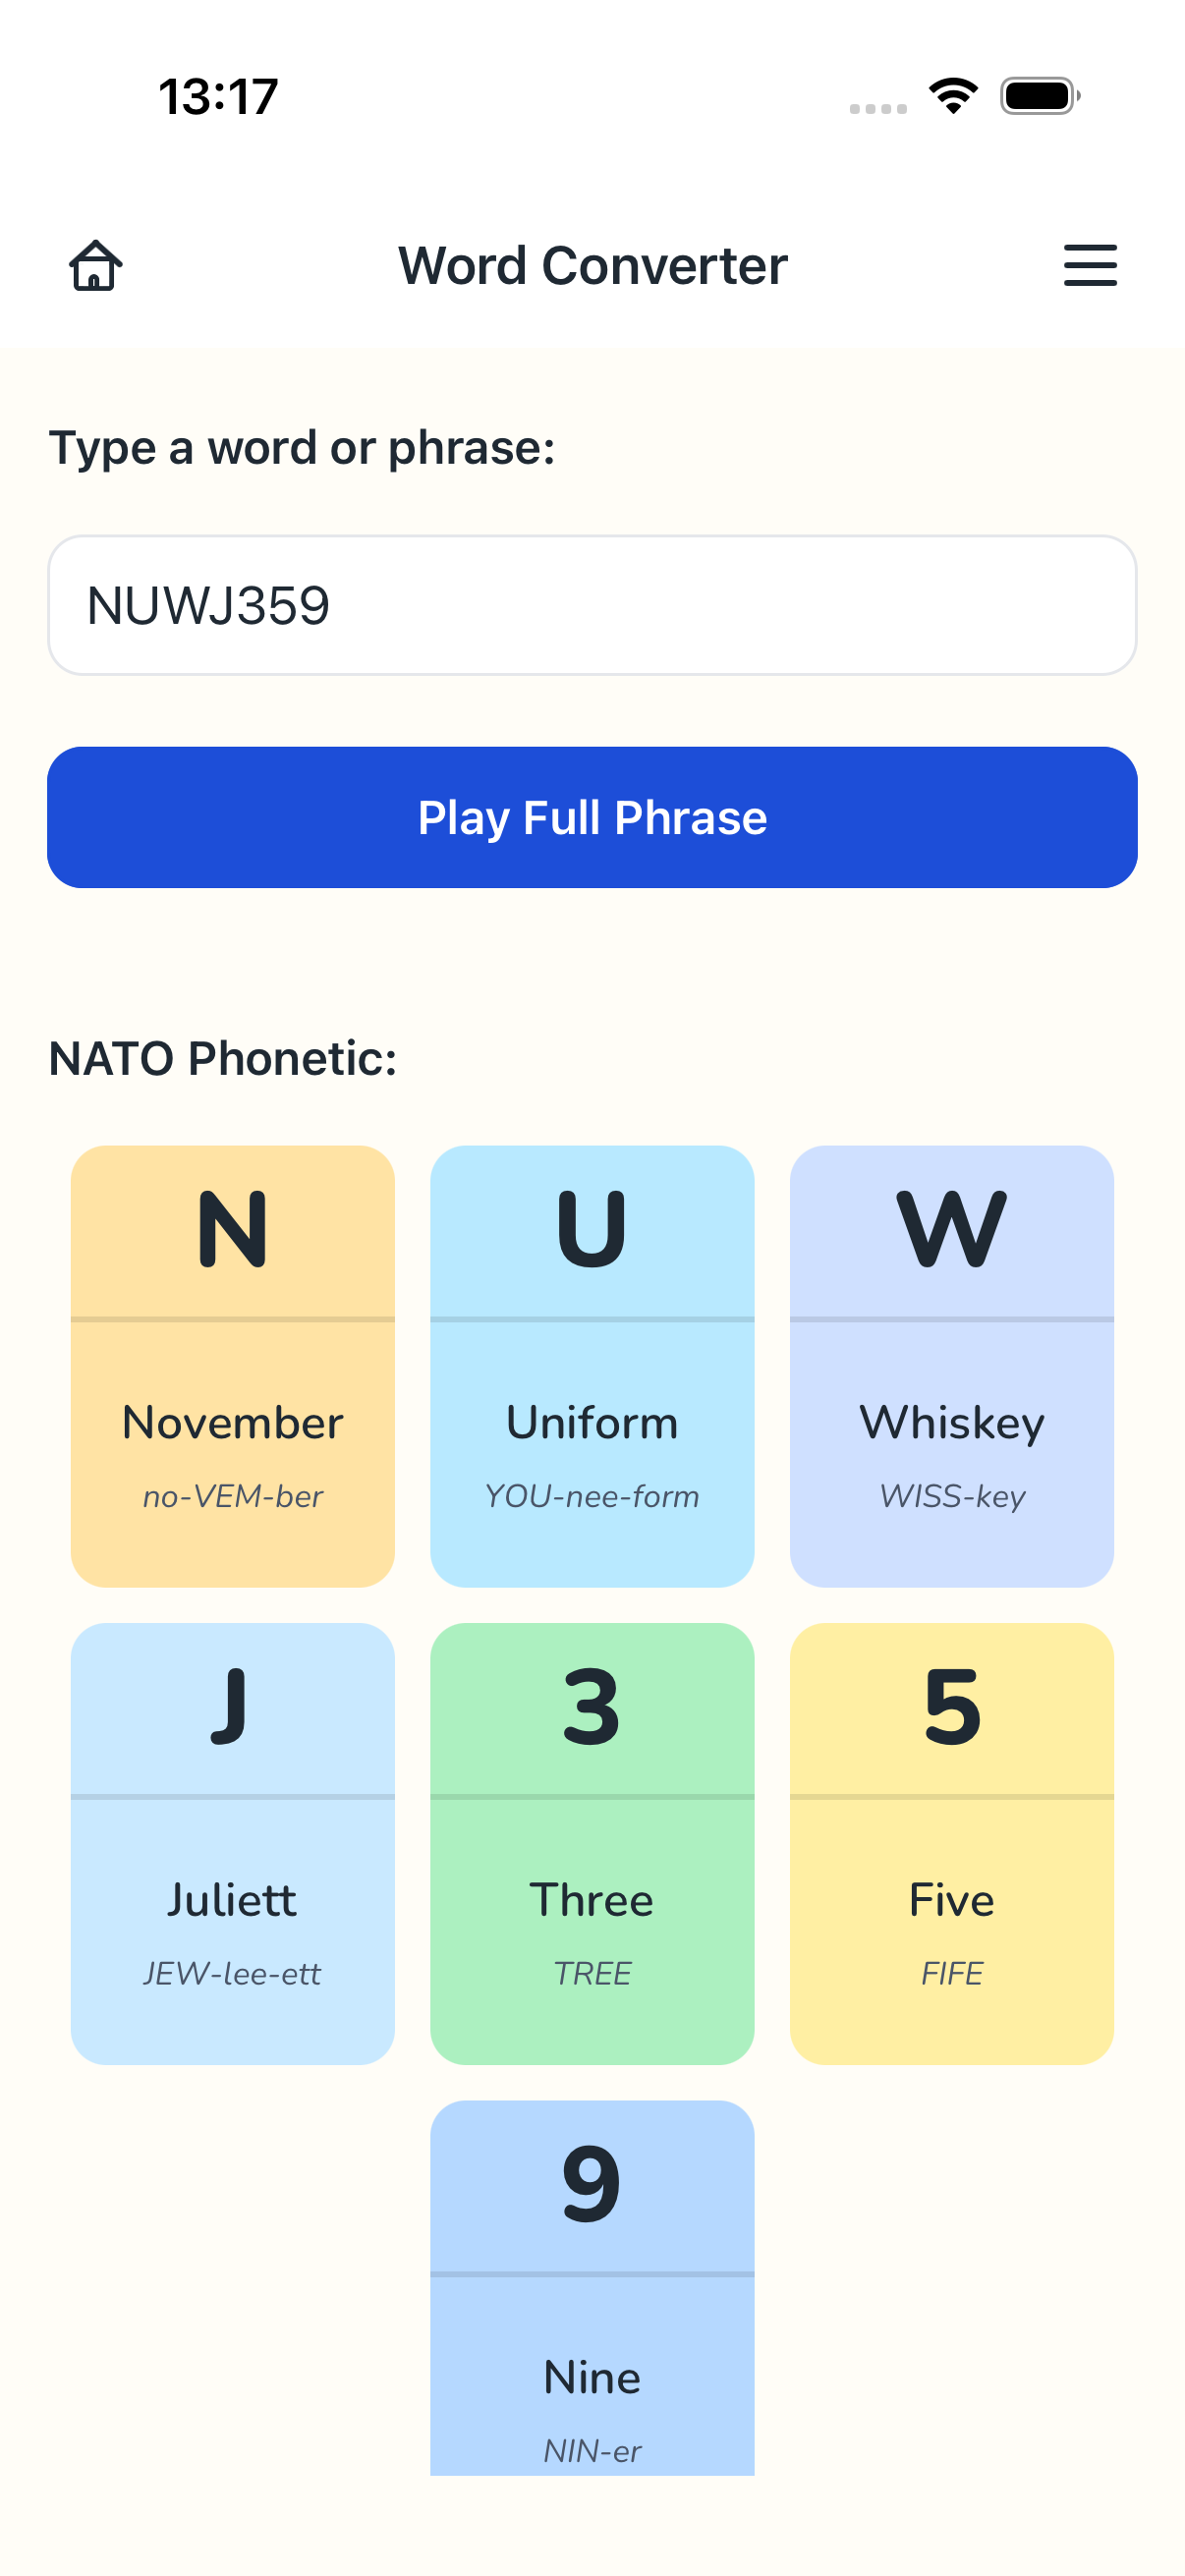 13:17
Word Converter
Type a word or phrase:
NUWJ359
Play Full Phrase
NATO Phonetic:
N
November
no-VEM-ber
U
Uniform
YOU-nee-form
W
Whiskey
WISS-key
J
Juliett
JEW-lee-ett
3
Three
TREE
5
Five
FIFE
9
Nine
NIN-er